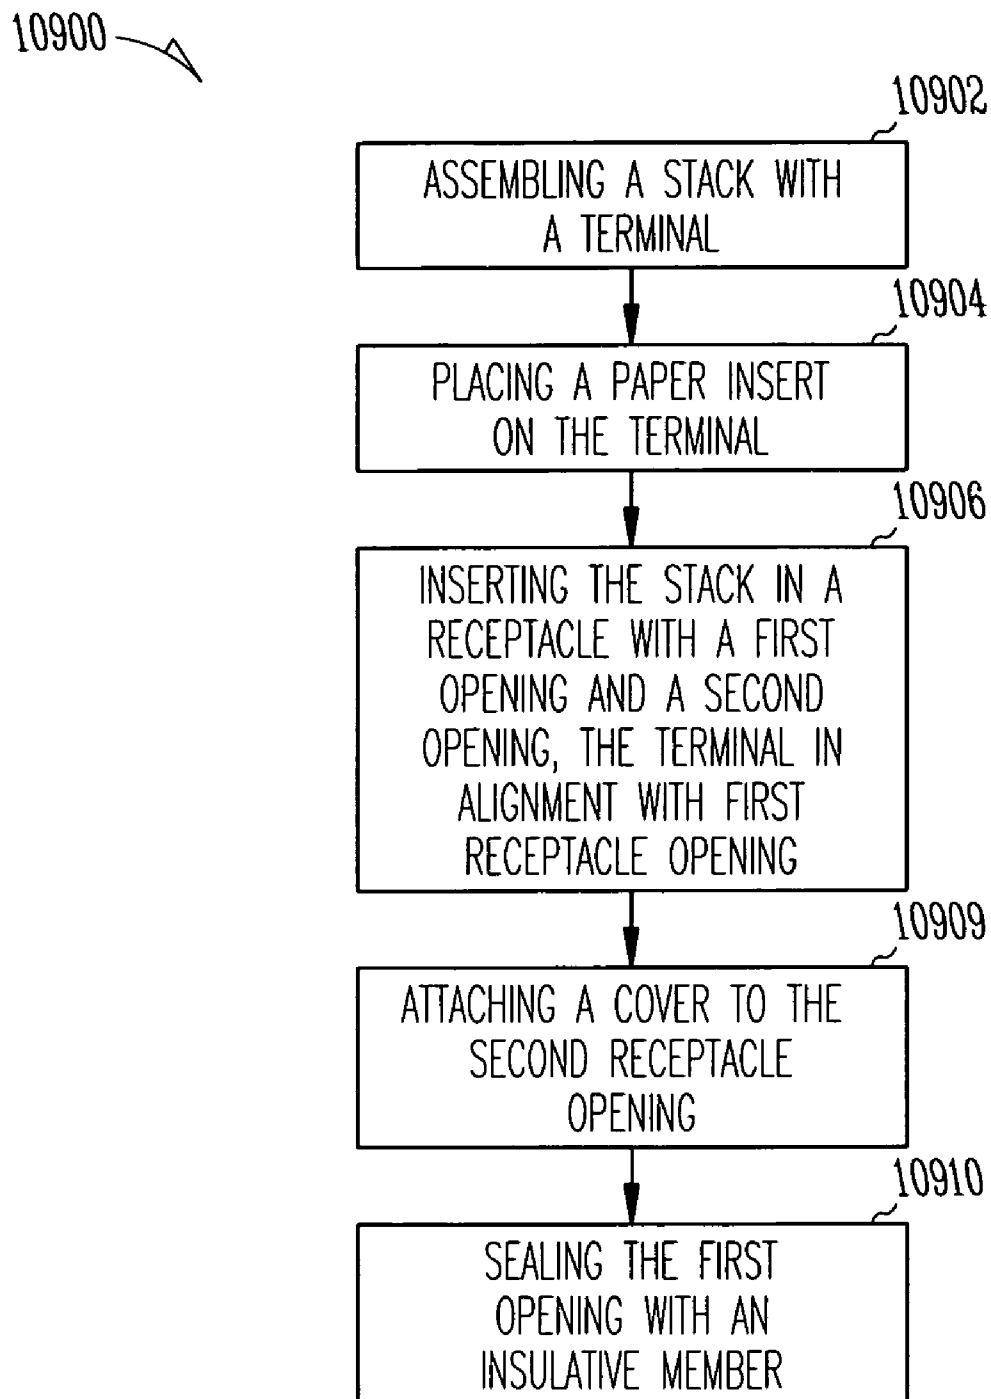 10900
10902
ASSEMBLING A STACK WITH
A TERMINAL
10904
PLACING A PAPER INSERT
ON THE TERMINAL
10906
INSERTING THE STACK IN A
RECEPTACLE WITH A FIRST
OPENING AND A SECOND
OPENING, THE TERMINAL IN
ALIGNMENT WITH FIRST
RECEPTACLE OPENING
10909
ATTACHING A COVER TO THE
SECOND RECEPTACLE
OPENING
10910
SEALING THE FIRST
OPENING WITH AN
INSULATIVE MEMBER